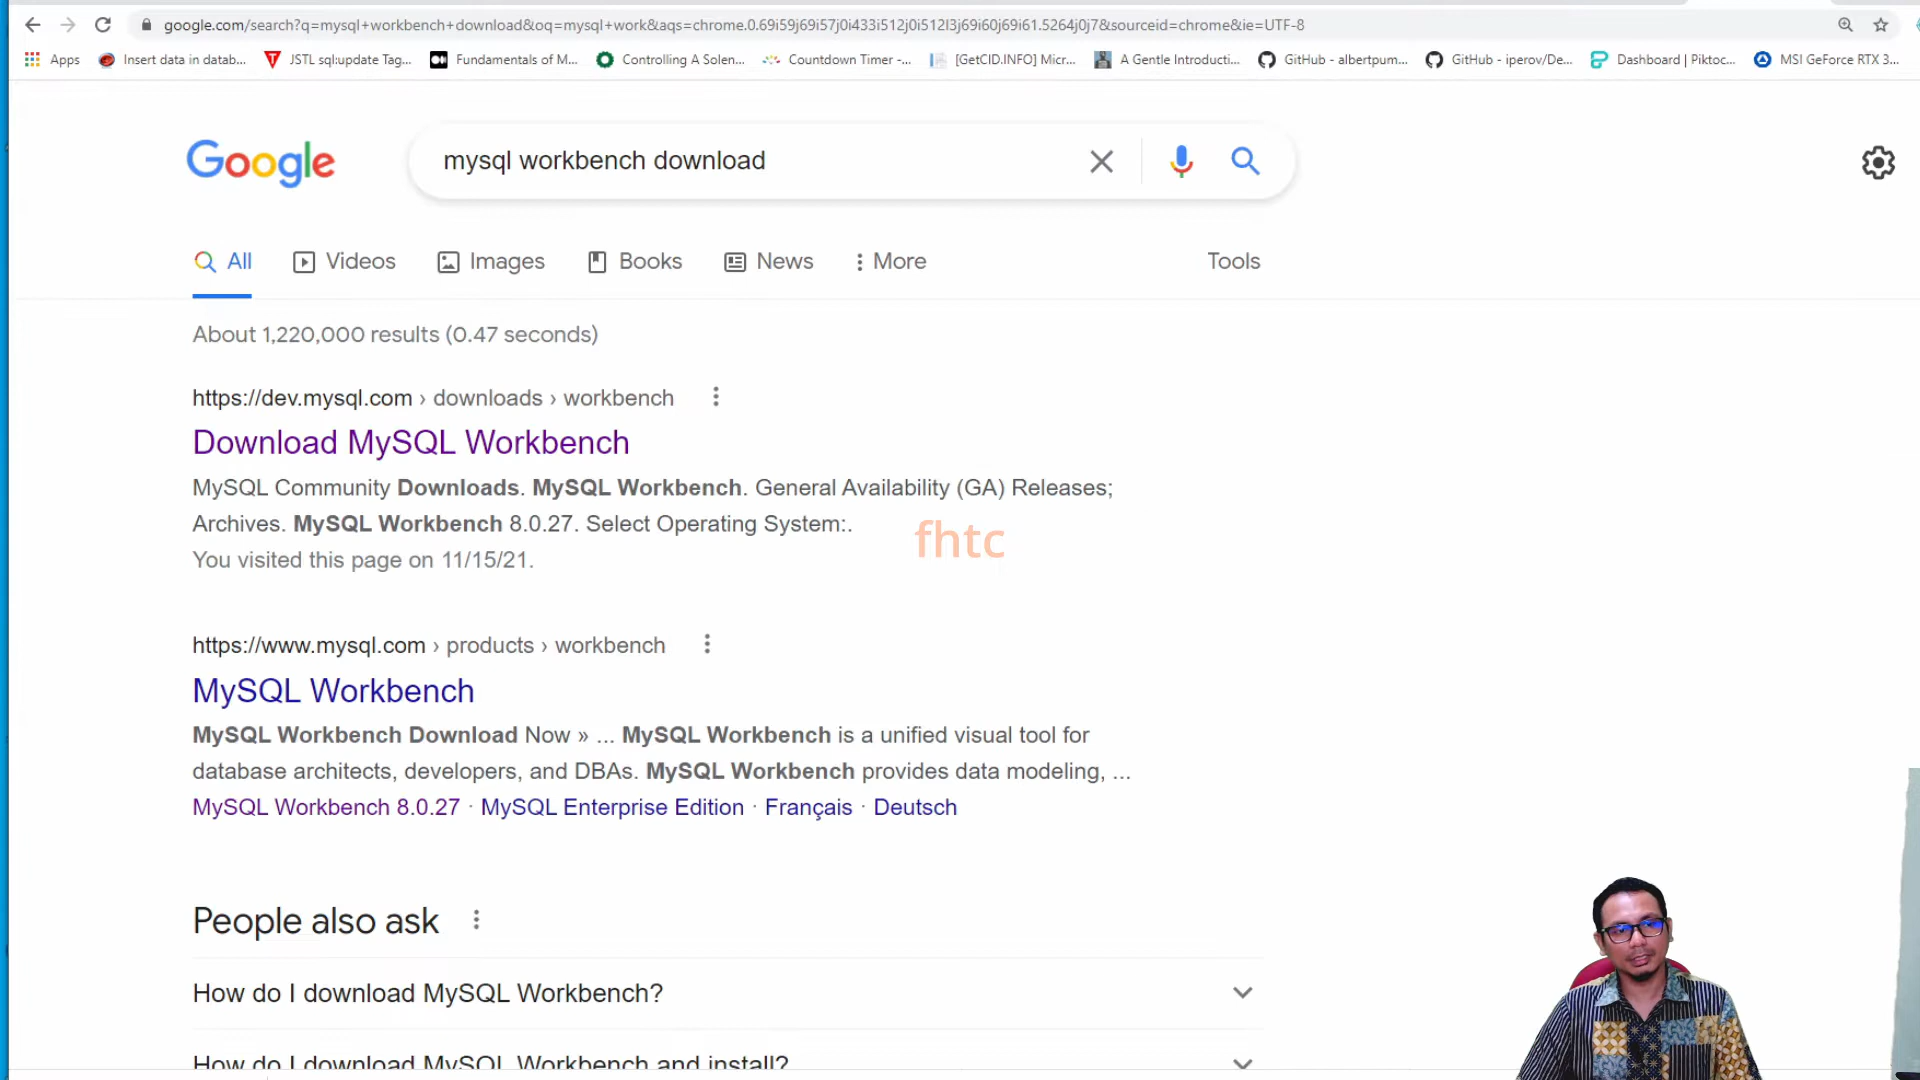 google.com/search?q=mysql+workbench+download&oq=mysql+work&aqs=chrome.0.69i59j69i57j0i433i512j0i512l3j69i60j69i61.5264j0j7&sourceid=chrome&ie=UTF-8
Apps Insert data in datab... JSTL sql:update Tag... Fundamentals of M... Controlling A Solen... Countdown Timer -... [GetCID.INFO] Micr... A Gentle Introducti... GitHub - albertpum... GitHub - iperov/De... Dashboard | Piktoc... MSI GeForce RTX 3...
Google mysql workbench download
All Videos Images Books News More Tools
About 1,220,000 results (0.47 seconds)
https://dev.mysql.com › downloads › workbench
Download MySQL Workbench
MySQL Community Downloads. MySQL Workbench. General Availability (GA) Releases;
Archives. MySQL Workbench 8.0.27. Select Operating System:.
fhtc
You visited this page on 11/15/21.
https://www.mysql.com › products › workbench
MySQL Workbench
MySQL Workbench Download Now » ... MySQL Workbench is a unified visual tool for
database architects, developers, and DBAs. MySQL Workbench provides data modeling, ...
MySQL Workbench 8.0.27 · MySQL Enterprise Edition · Français · Deutsch
People also ask
How do I download MySQL Workbench?
How do I download MySQL Workbench and install?